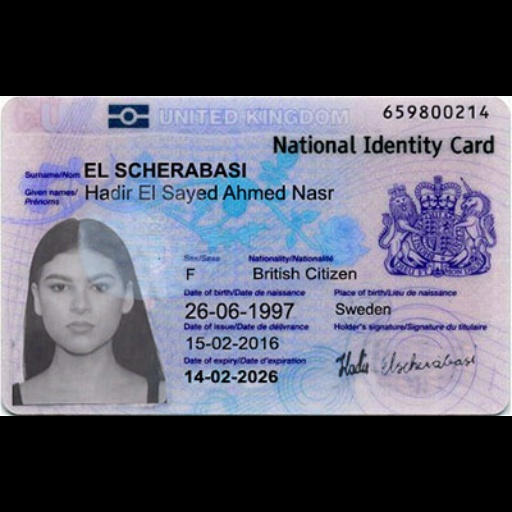 UNITED KINGDOM
659800214
National Identity Card
Surname/Nom EL SCHERABASI
Given names/ Hadir El Sayed Ahmed Nasr
Prénoms
Sex/Sexe Nationality/Nationalité
F British Citizen
Date of birth/Date de naissance Place of birth/Lieu de naissance
26-06-1997 Sweden
Date of issue/Date de délivrance Holder's signature/Signature du titulaire
15-02-2016
Date of expiry/Date d'expiration
14-02-2026
Hadir Elscherabasi